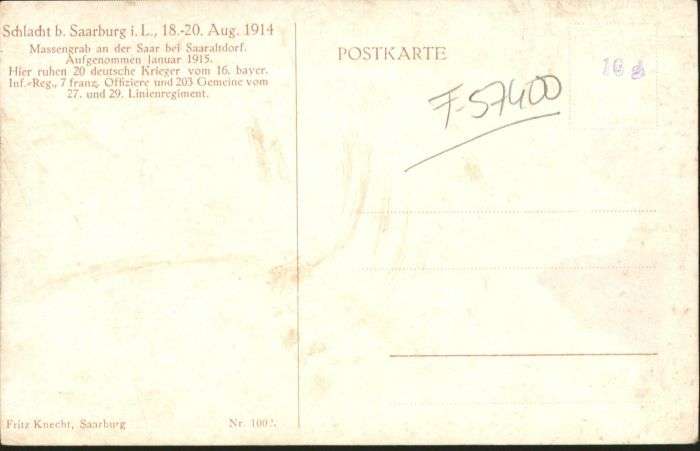 Schlacht b. Saarburg i. L., 18.-20. Aug. 1914
Massengrab an der Saar bei Saaraltdorf.
Aufgenommen Januar 1915.
Hier ruhen 20 deutsche Krieger vom 16. bayer.
Inf.-Reg., 7 franz. Offiziere und 203 Gemeine vom
27. und 29. Linienregiment.
POSTKARTE
F-57400
Fritz Knecht, Saarburg
Nr.